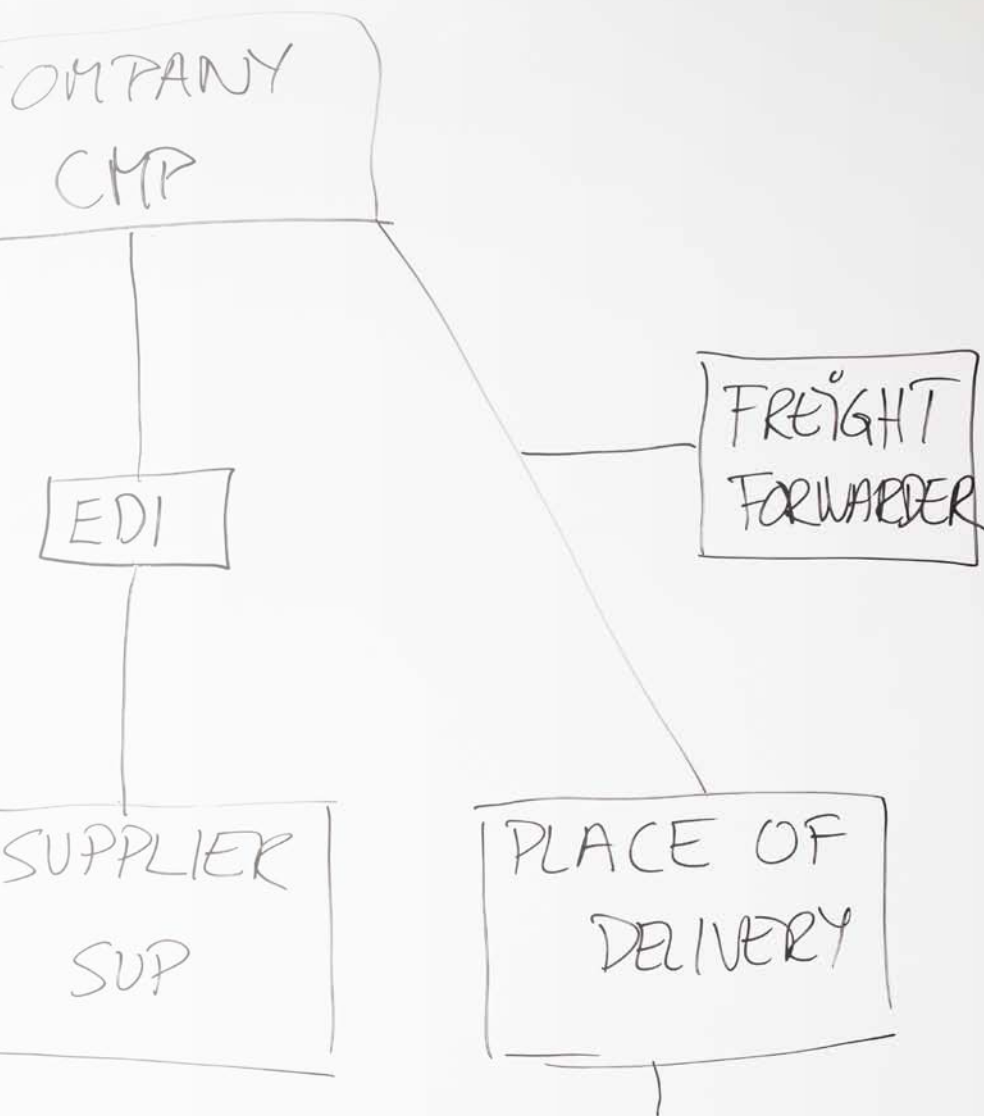 OMPANY
CMP
FREIGHT
FORWARDER
EDI
SUPPLIER
SUP
PLACE OF
DELIVERY